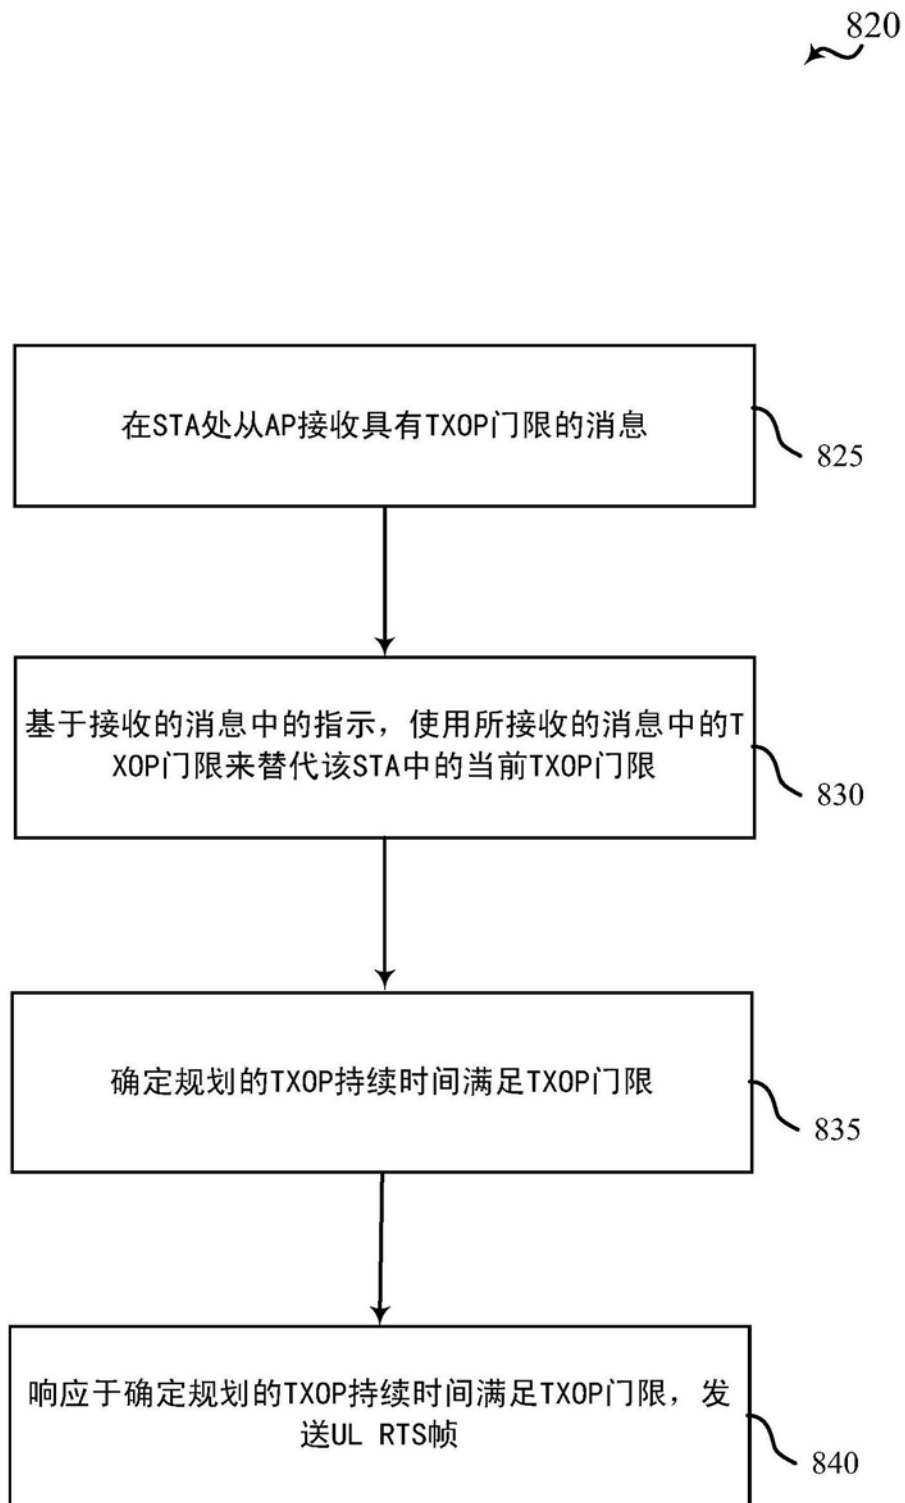 820
在STA处从AP接收具有TXOP门限的消息
825
基于接收的消息中的指示，使用所接收的消息中的T
XOP门限来替代该STA中的当前TXOP门限
830
确定规划的TXOP持续时间满足TXOP门限
835
响应于确定规划的TXOP持续时间满足TXOP门限，发
送UL RTS帧
840